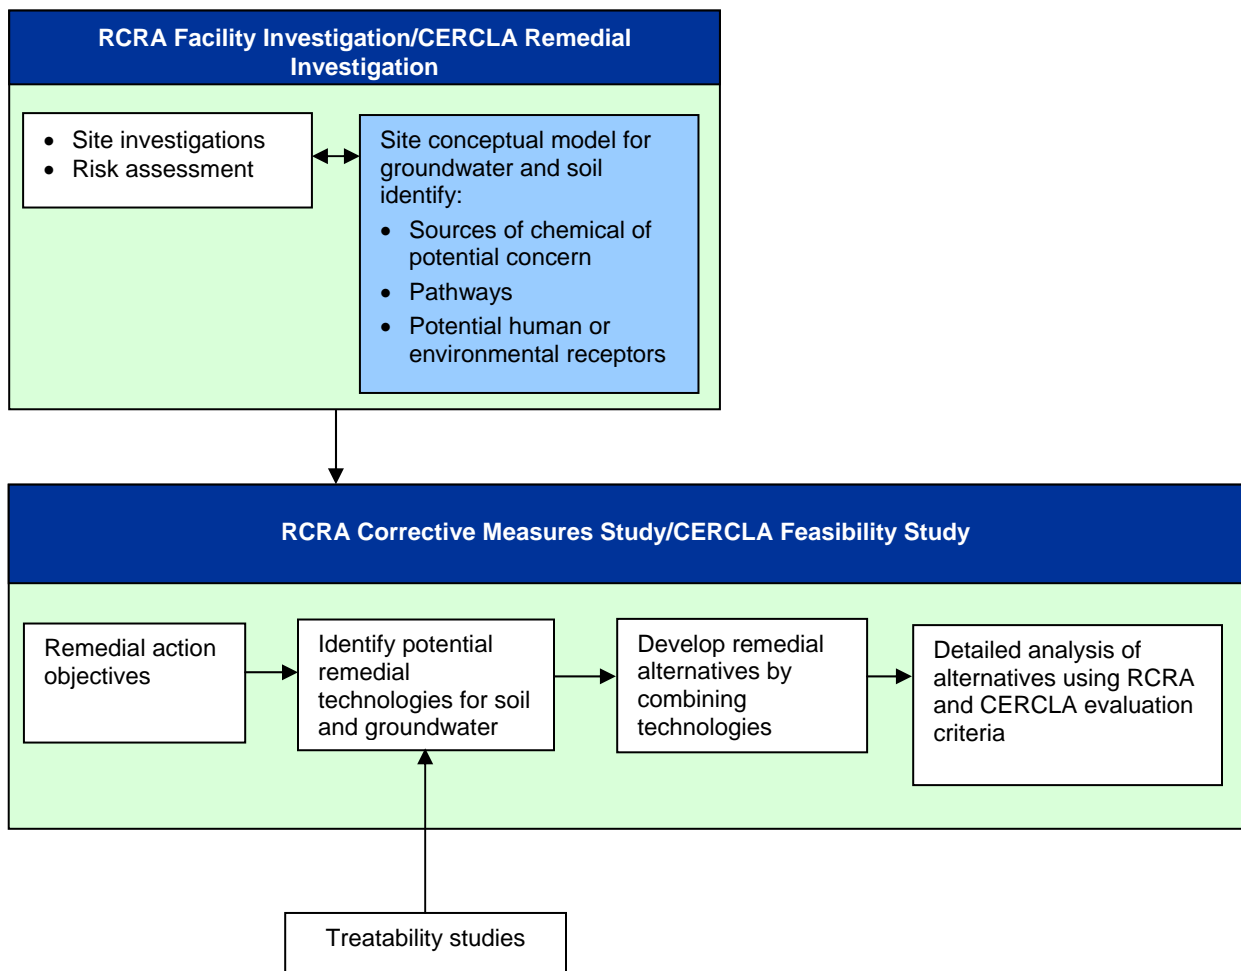 RCRA Facility Investigation/CERCLA Remedial
Investigation
• Site investigations
• Risk assessment
Site conceptual model for
groundwater and soil
identify:
• Sources of chemical of
potential concern
• Pathways
• Potential human or
environmental receptors
RCRA Corrective Measures Study/CERCLA Feasibility Study
Remedial action
objectives
Identify potential
remedial
technologies for soil
and groundwater
Develop remedial
alternatives by
combining
technologies
Detailed analysis of
alternatives using RCRA
and CERCLA evaluation
criteria
Treatability studies